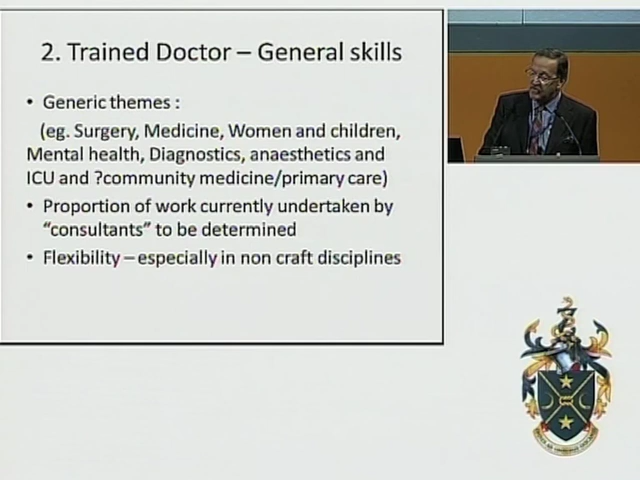 2. Trained Doctor – General skills
• Generic themes :
(eg. Surgery, Medicine, Women and children,
Mental health, Diagnostics, anaesthetics and
ICU and ?community medicine/primary care)
• Proportion of work currently undertaken by
“consultants” to be determined
• Flexibility – especially in non craft disciplines